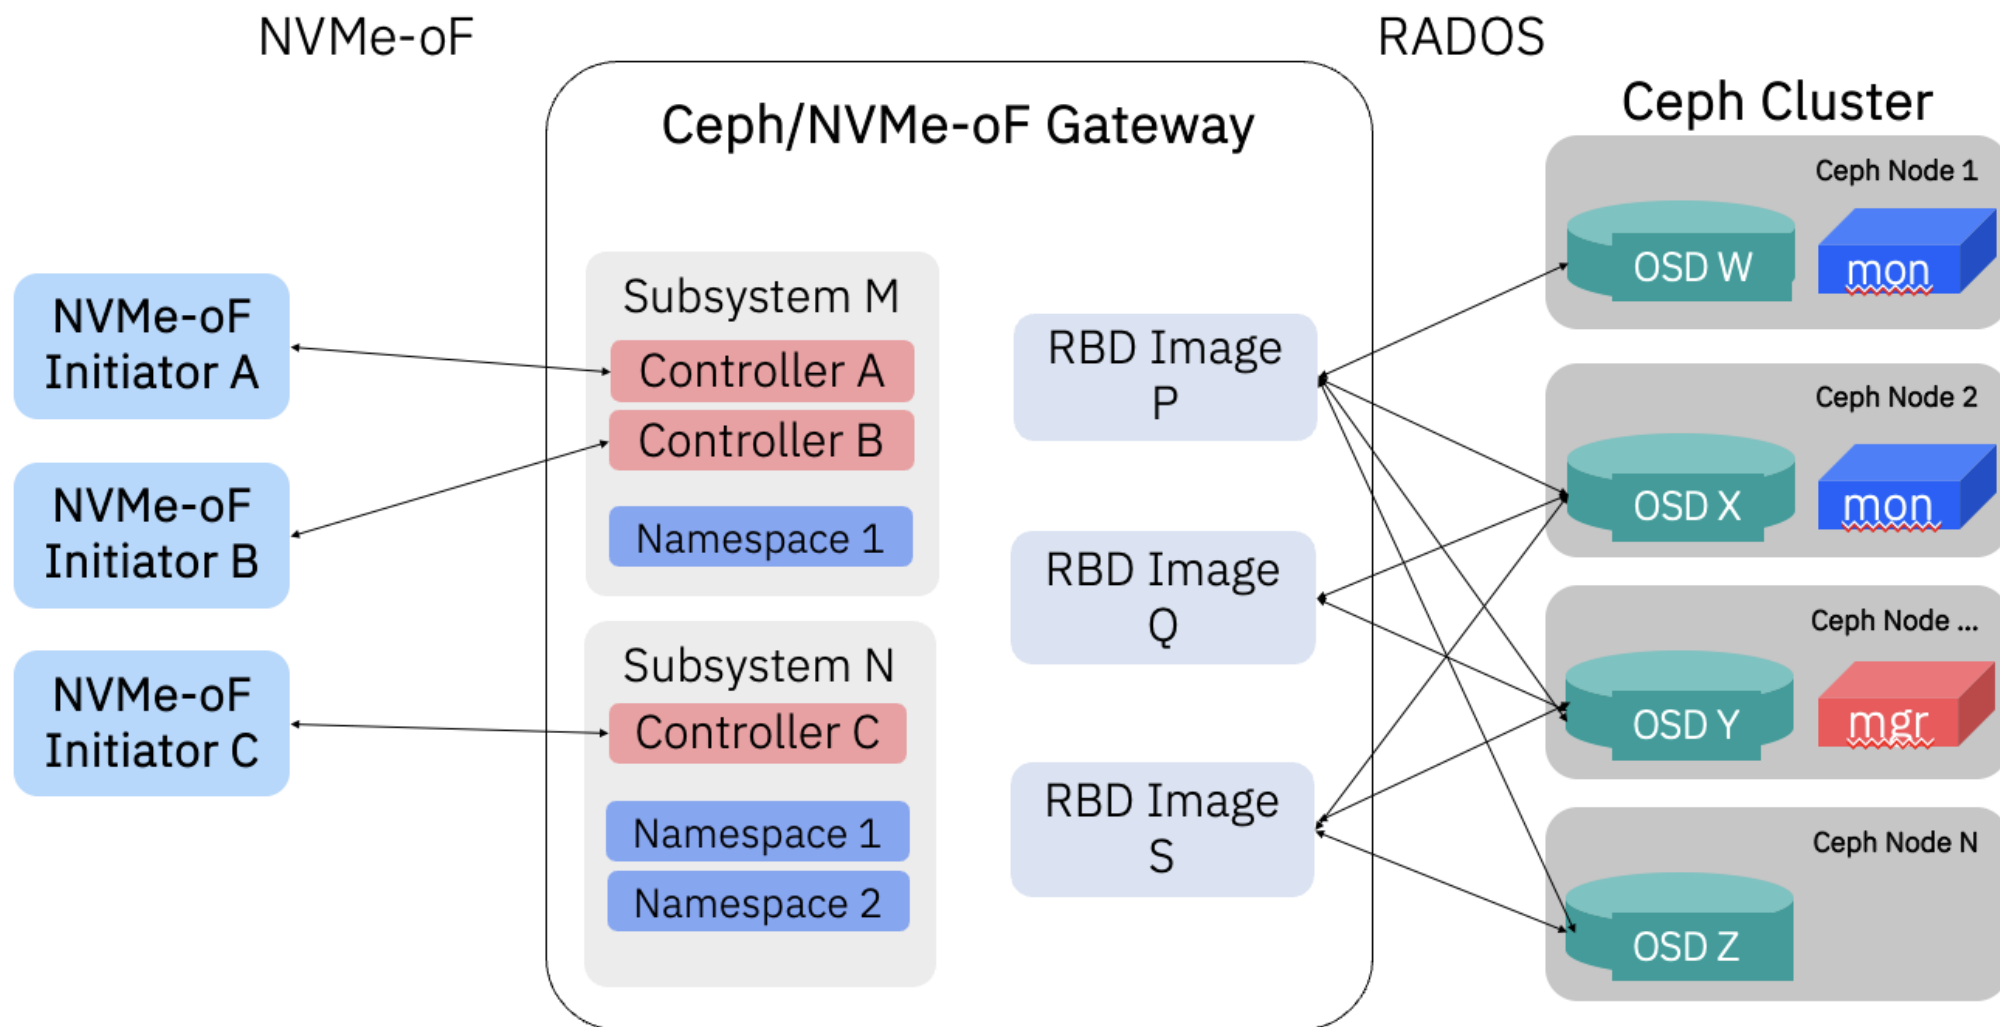 NVMe-oF
RADOS
Ceph/NVMe-oF Gateway
Ceph Cluster
NVMe-oF
Initiator A
NVMe-oF
Initiator B
NVMe-oF
Initiator C
Subsystem M
Controller A
Controller B
Namespace 1
Subsystem N
Controller C
Namespace 1
Namespace 2
RBD Image
P
RBD Image
Q
RBD Image
S
Ceph Node 1
OSD W
mon
Ceph Node 2
OSD X
mon
Ceph Node ...
OSD Y
mgr
Ceph Node N
OSD Z